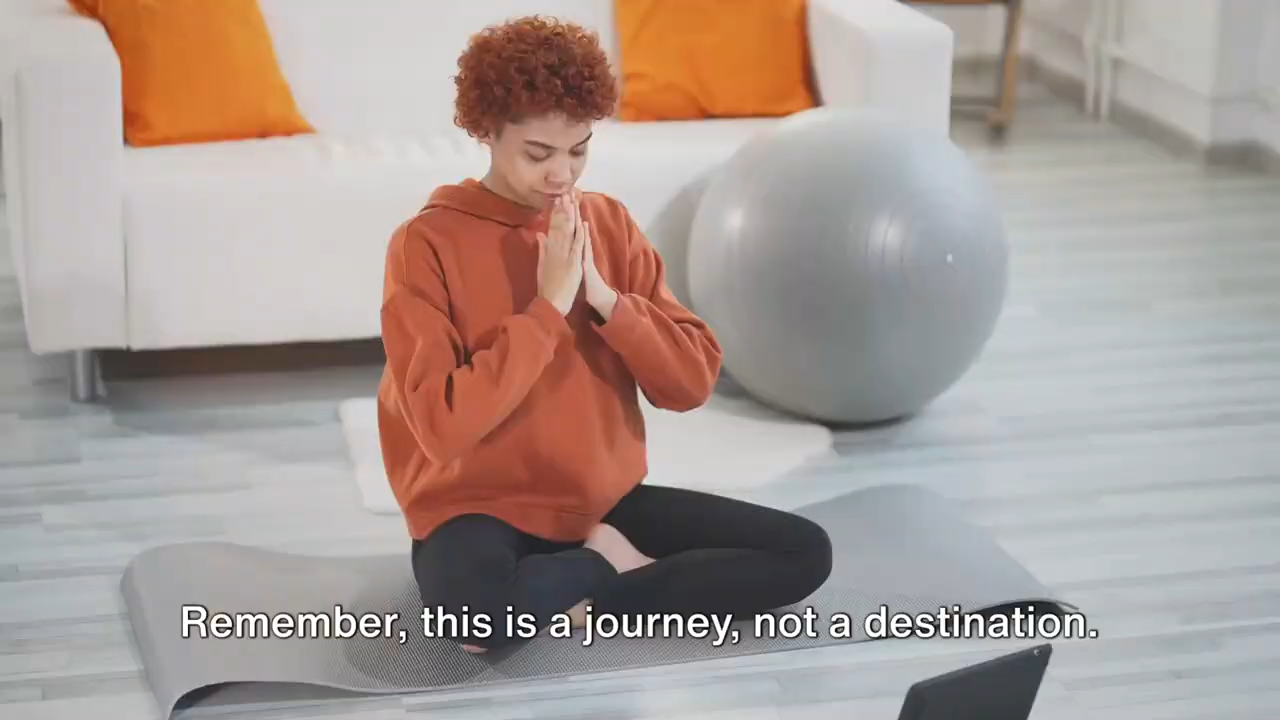 Remember, this is a journey, not a destination.